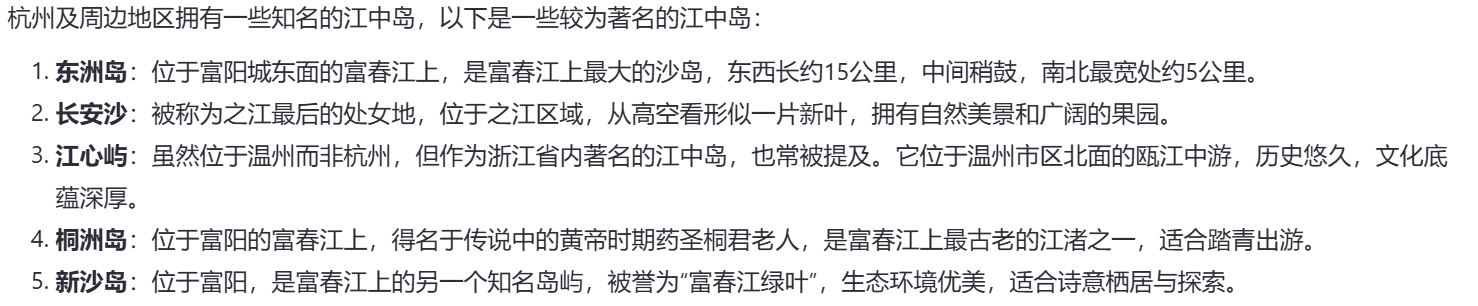 杭州及周边地区拥有一些知名的江中岛，以下是一些较为著名的江中岛：
1. 东洲岛：位于富阳城东面的富春江上，是富春江上最大的沙岛，东西长约15公里，中间稍鼓，南北最宽处约5公里。
2. 长安沙：被称为之江最后的处女地，位于之江区域，从高空看形似一片新叶，拥有自然美景和广阔的果园。
3. 江心屿：虽然位于温州而非杭州，但作为浙江省内著名的江中岛，也常被提及。它位于温州市区北面的瓯江中游，历史悠久，文化底
蕴深厚。
4. 桐洲岛：位于富阳的富春江上，得名于传说中的黄帝时期药圣桐君老人，是富春江上最古老的江渚之一，适合踏青出游。
5. 新沙岛：位于富阳，是富春江上的另一个知名岛屿，被誉为“富春江绿叶”，生态环境优美，适合诗意栖居与探索。